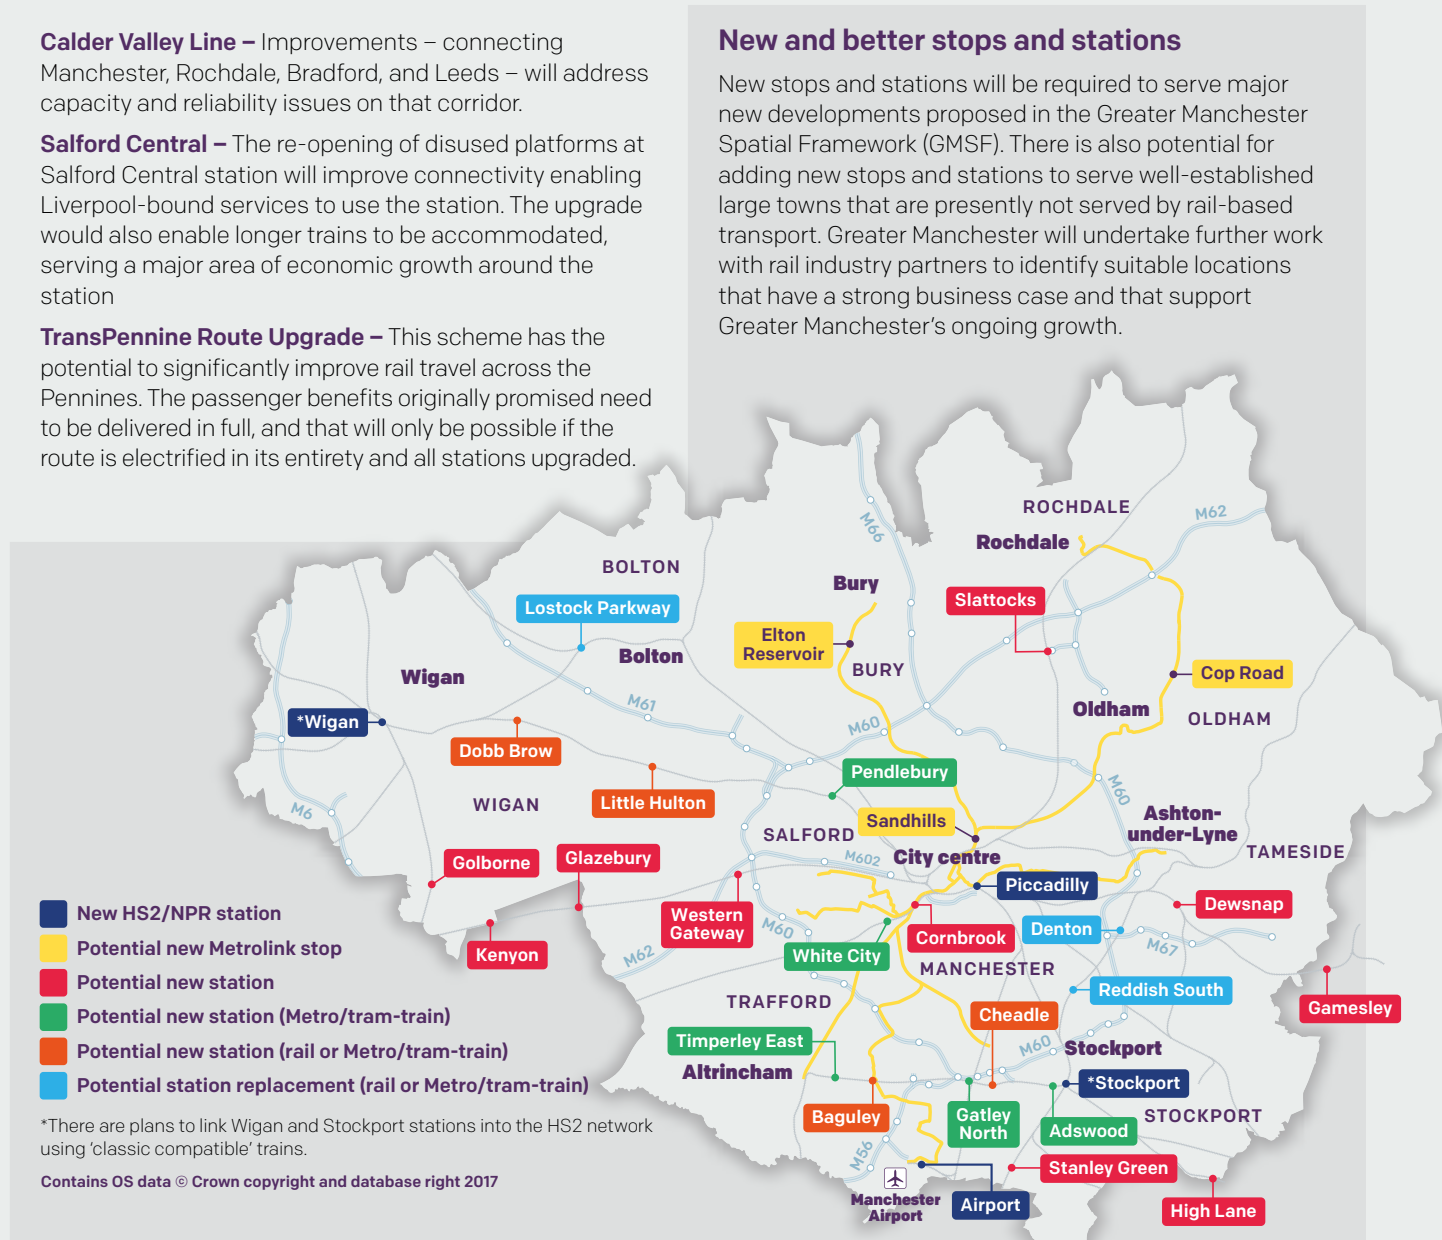 Calder Valley Line – Improvements – connecting
Manchester, Rochdale, Bradford, and Leeds – will address
capacity and reliability issues on that corridor.
Salford Central – The re-opening of disused platforms at
Salford Central station will improve connectivity enabling
Liverpool-bound services to use the station. The upgrade
would also enable longer trains to be accommodated,
serving a major area of economic growth around the
station
TransPennine Route Upgrade – This scheme has the
potential to significantly improve rail travel across the
Pennines. The passenger benefits originally promised need
to be delivered in full, and that will only be possible if the
route is electrified in its entirety and all stations upgraded.
New and better stops and stations
New stops and stations will be required to serve major
new developments proposed in the Greater Manchester
Spatial Framework (GMSF). There is also potential for
adding new stops and stations to serve well-established
large towns that are presently not served by rail-based
transport. Greater Manchester will undertake further work
with rail industry partners to identify suitable locations
that have a strong business case and that support
Greater Manchester's ongoing growth.
ROCHDALE
M62
M66
Rochdale
BOLTON
Bury
Slattocks
Lostock Parkway
Elton
Reservoir
Bolton
BURY
Wigan
Cop Road
M61
Oldham
OLDHAM
*Wigan
M60
Dobb Brow
Pendlebury
M60
M6
WIGAN
Little Hulton
Sandhills
Ashton-
under-Lyne
SALFORD
M602
City centre
TAMESIDE
Golborne
Glazebury
Piccadilly
Dewsnap
Western
Gateway
M60
Cornbrook
Denton
M67
Kenyon
M62
White City
MANCHESTER
Reddish South
TRAFFORD
Gamesley
Cheadle
Timperley East
M60
Stockport
Altrincham
*Stockport
Baguley
Gatley
North
STOCKPORT
Adswood
M56
Stanley Green
Manchester
Airport
Airport
High Lane
New HS2/NPR station
Potential new Metrolink stop
Potential new station
Potential new station (Metro/tram-train)
Potential new station (rail or Metro/tram-train)
Potential station replacement (rail or Metro/tram-train)
*There are plans to link Wigan and Stockport stations into the HS2 network
using ‘classic compatible’ trains.
Contains OS data © Crown copyright and database right 2017